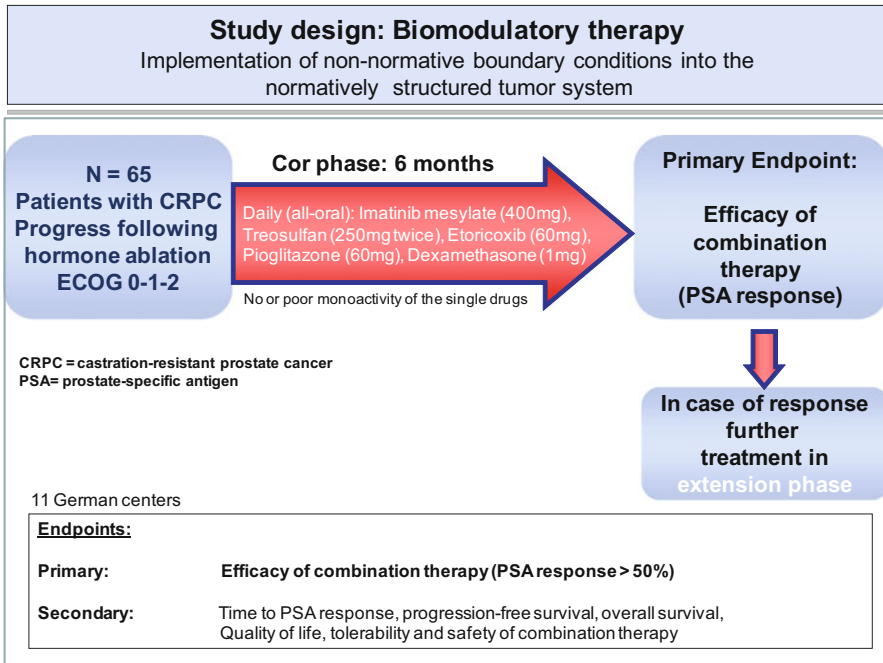 Study design: Biomodulatory therapy
Implementation of non-normative boundary conditions into the
normatively structured tumor system
N = 65
Patients with CRPC
Progress following
hormone ablation
ECOG 0-1-2
Cor phase: 6 months
Daily (all-oral): Imatinib mesylate (400mg),
Treosulfan (250mg twice), Etoricoxib (60mg),
Pioglitazone (60mg), Dexamethasone (1mg)
No or poor monoactivity of the single drugs
Primary Endpoint:
Efficacy of
combination
therapy
(PSA response)
CRPC = castration-resistant prostate cancer
PSA= prostate-specific antigen
In case of response
further
treatment in
extension phase
11 German centers
Endpoints:
Primary: Efficacy of combination therapy (PSA response > 50%)
Secondary: Time to PSA response, progression-free survival, overall survival,
Quality of life, tolerability and safety of combination therapy